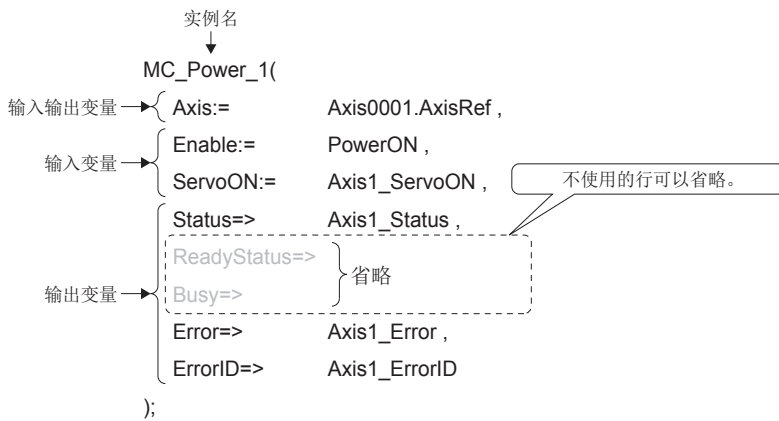 实例名
MC_Power_1(
输入输出变量 Axis:= Axis0001.AxisRef ,
Enable:= PowerON ,
输入变量
ServoON:= Axis1_ServoON ,
不使用的行可以省略。
Status=> Axis1_Status ,
ReadyStatus=>
省略
输出变量 Busy=>
Error=> Axis1_Error ,
ErrorID=> Axis1_ErrorID
);